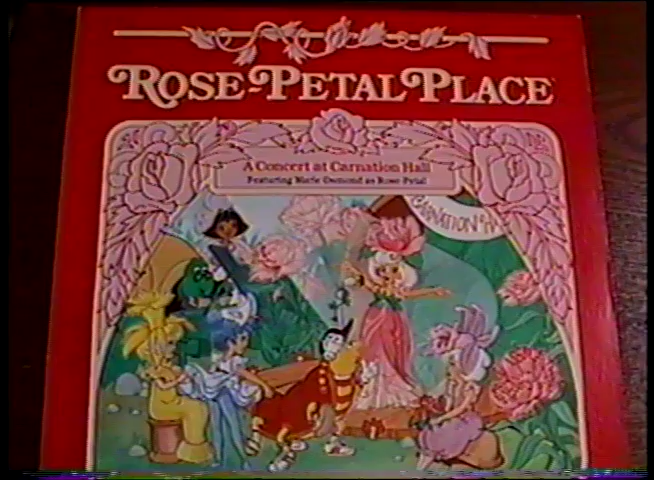 ROSE-PETAL PLACE
A Concert at Carnation Hall
Featuring Marie Osmond as Rose-Petal
CARNATION